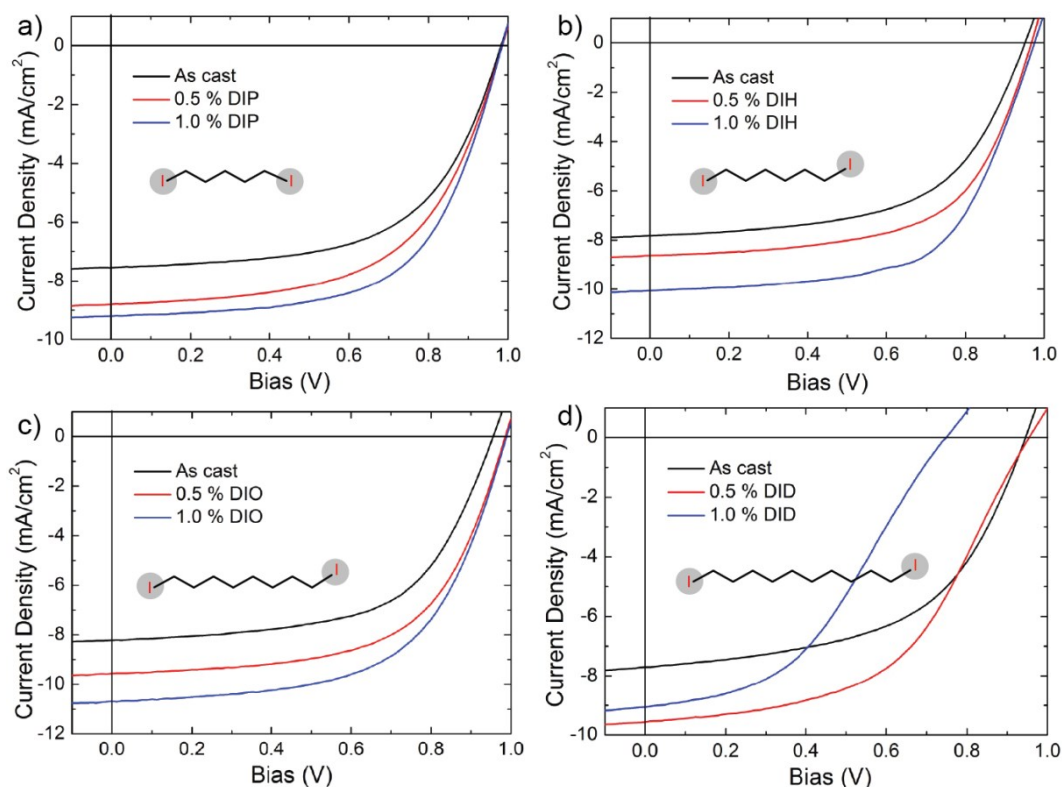 a)
Current Density (mA/cm²)
0
-2
-4
-6
-8
-10
As cast
0.5 % DIP
1.0 % DIP
I I
0.0 0.2 0.4 0.6 0.8 1.0
Bias (V)
b)
Current Density (mA/cm²)
0
-2
-4
-6
-8
-10
-12
As cast
0.5 % DIH
1.0 % DIH
I I
0.0 0.2 0.4 0.6 0.8 1.0
Bias (V)
c)
Current Density (mA/cm²)
0
-2
-4
-6
-8
-10
-12
As cast
0.5 % DIO
1.0 % DIO
I I
0.0 0.2 0.4 0.6 0.8 1.0
Bias (V)
d)
Current Density (mA/cm²)
0
-2
-4
-6
-8
-10
As cast
0.5 % DID
1.0 % DID
I I
0.0 0.2 0.4 0.6 0.8 1.0
Bias (V)